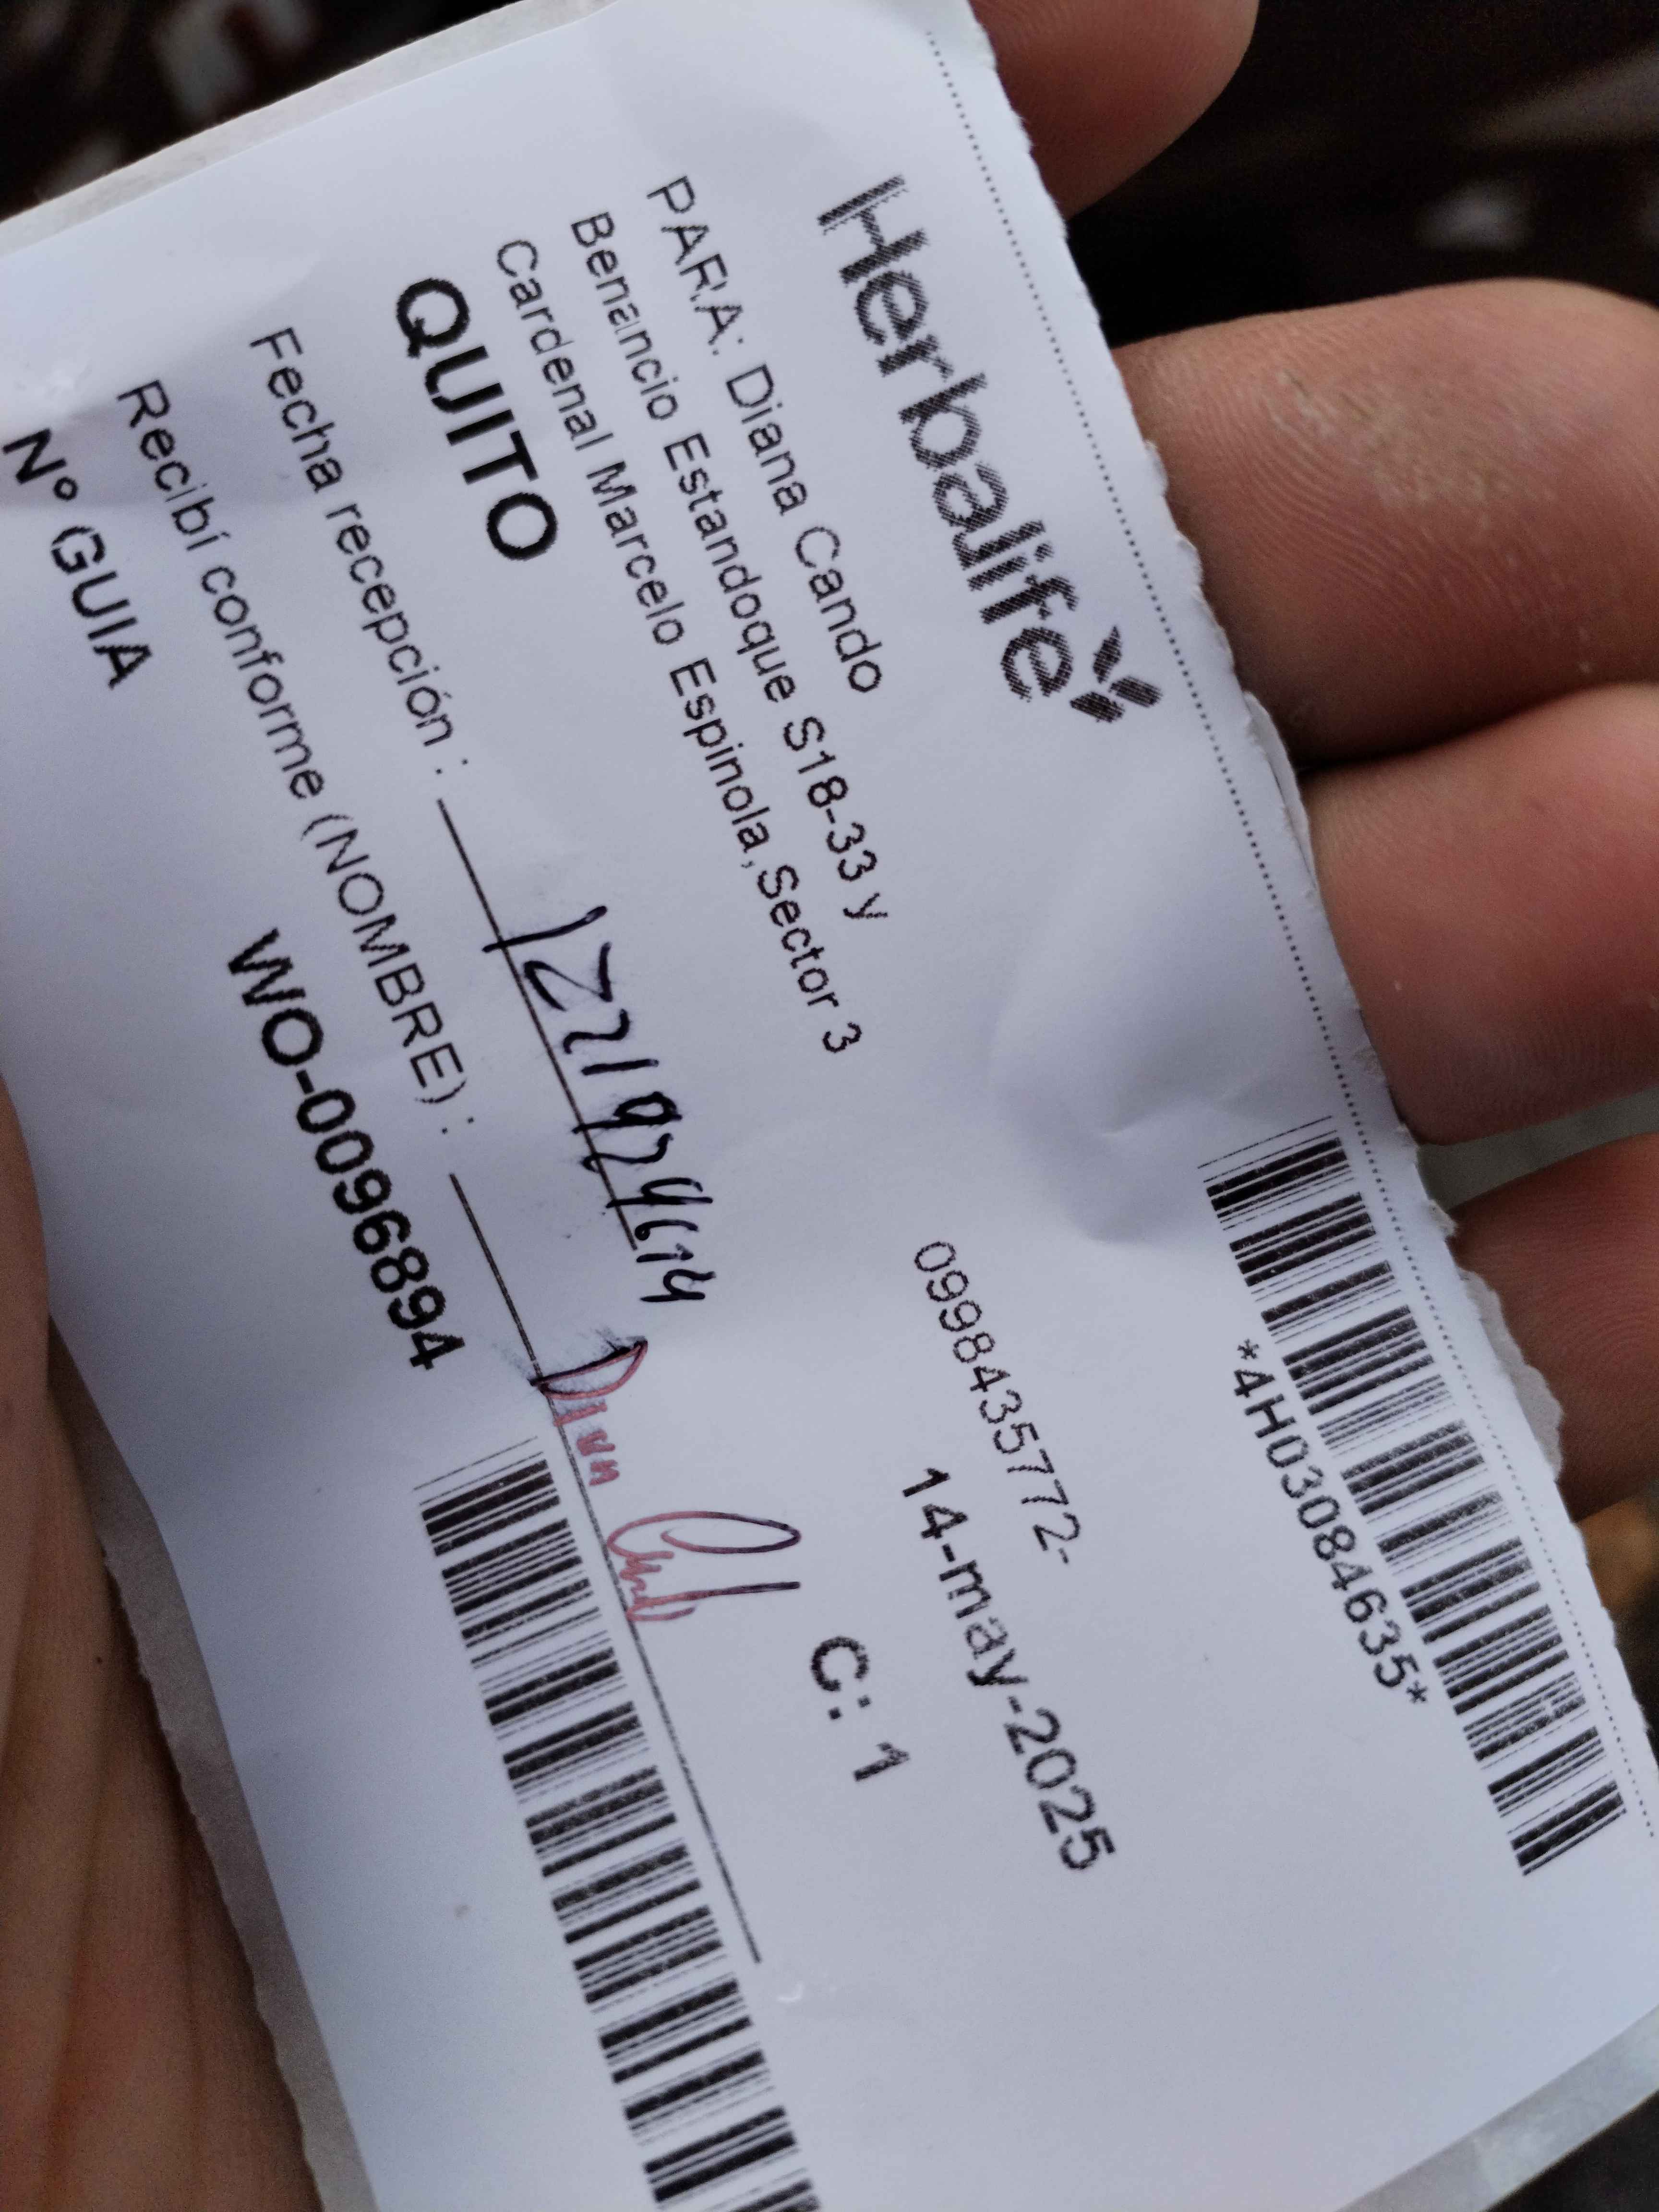 Herbalife
*4H03084635*
PARA: Diana Cando
0998435772-
Benancio Estandoque S18-33 y
Cardenal Marcelo Espinola,Sector 3
14-may-2025
QUITO
C: 1
Fecha recepción :
Recibí conforme (NOMBRE) :
Nº GUIA
WO-0096894